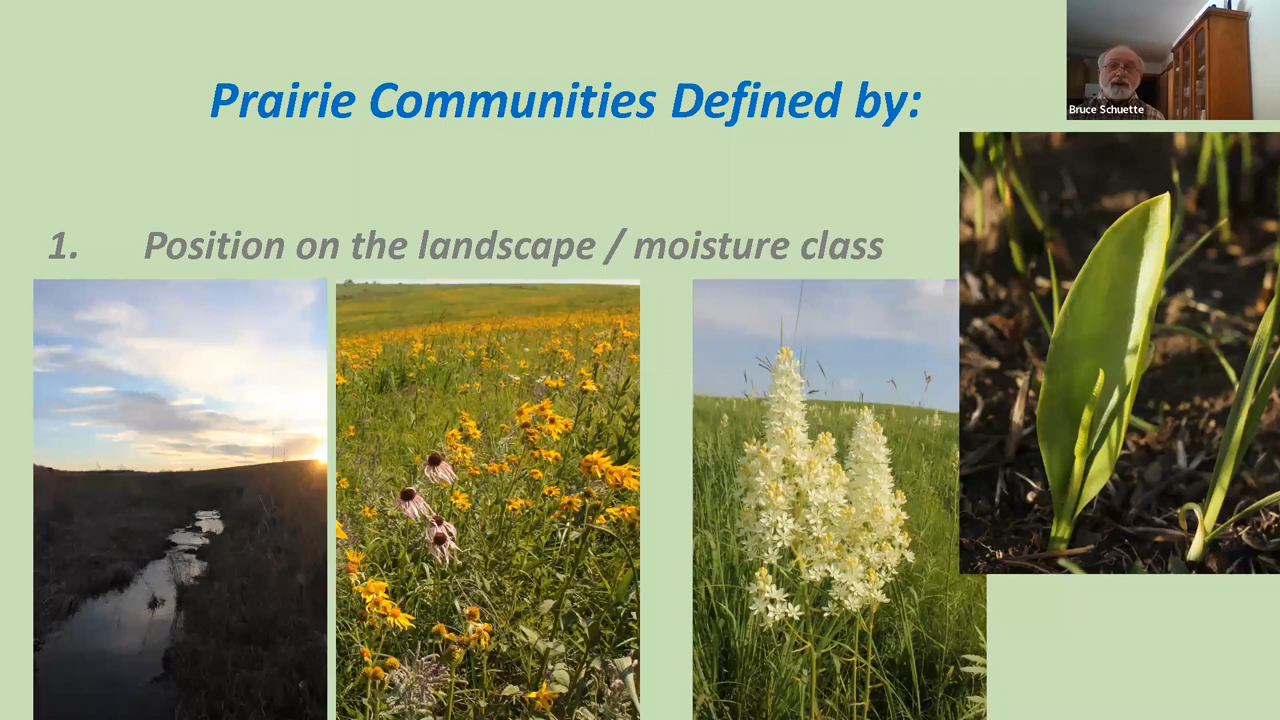 Prairie Communities Defined by:
Bruce Schuette
1. Position on the landscape / moisture class